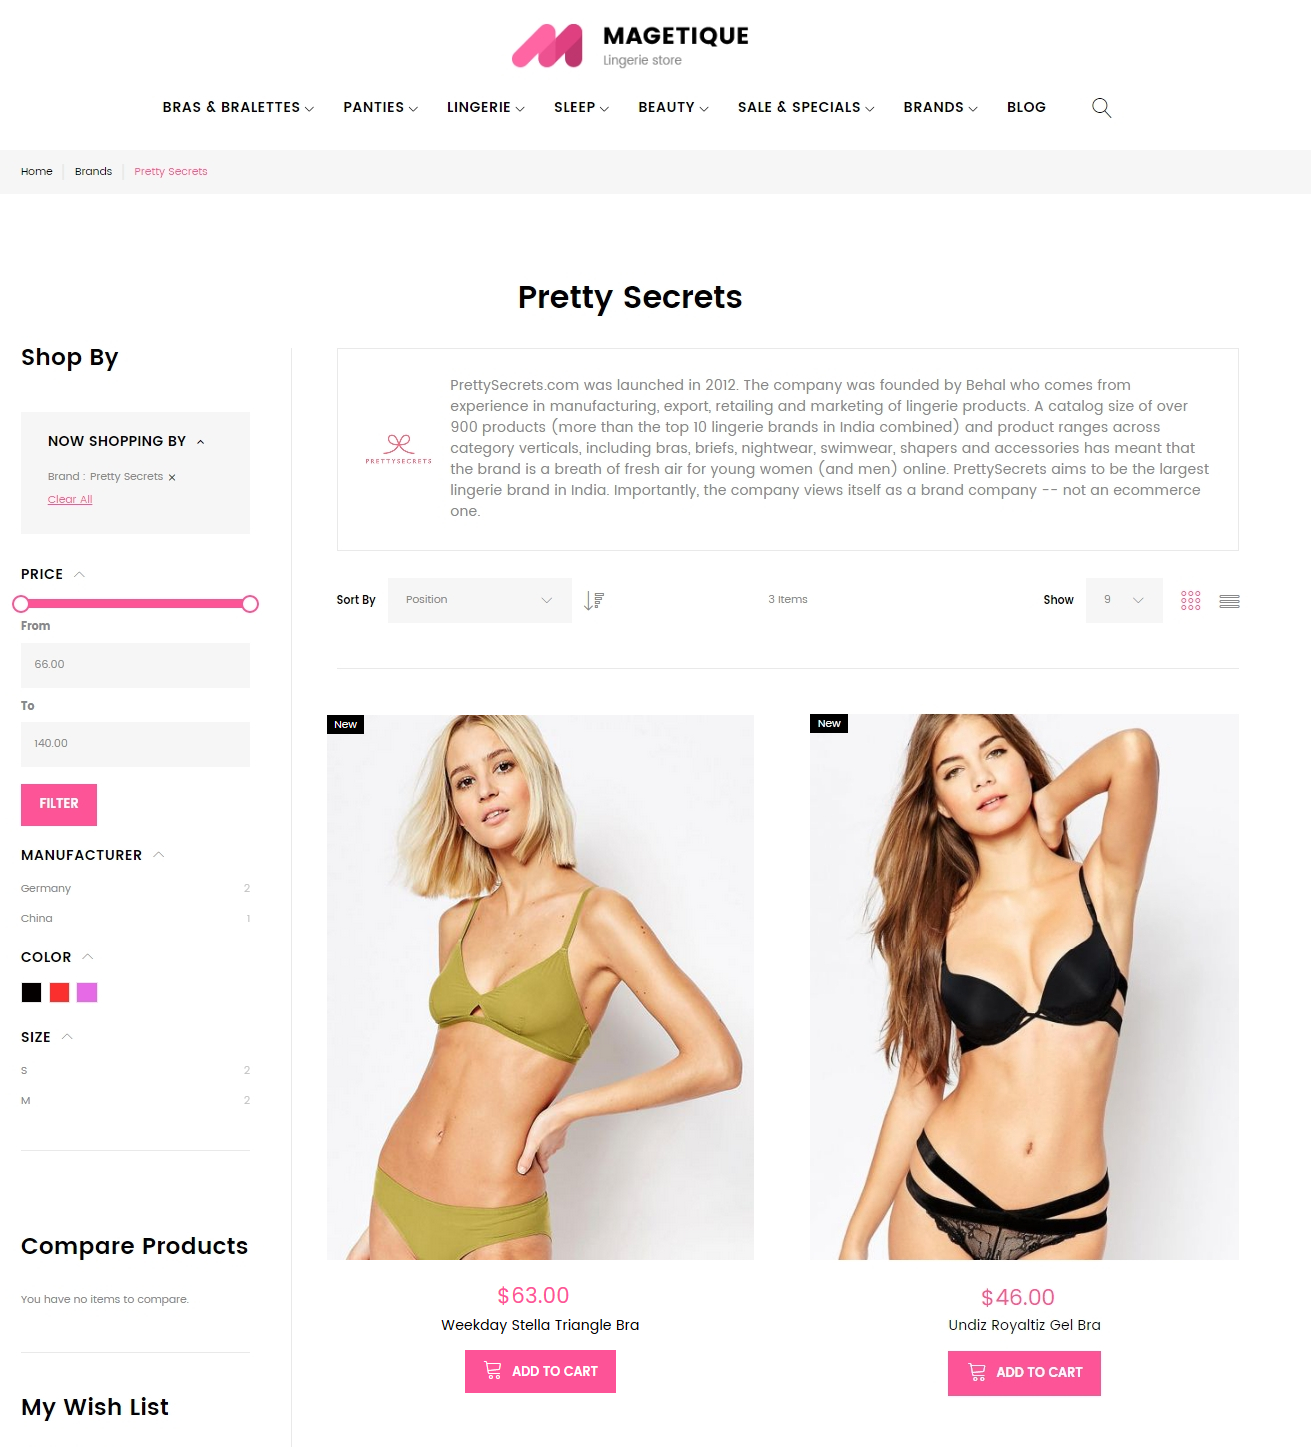 MAGETIQUE
Lingerie store
BRAS & BRALETTES PANTIES LINGERIE SLEEP BEAUTY SALE & SPECIALS BRANDS BLOG
Home Brands Pretty Secrets
Pretty Secrets
Shop By
NOW SHOPPING BY
Brand : Pretty Secrets ×
Clear All
PRICE
From
66.00
To
140.00
FILTER
MANUFACTURER
Germany 2
China 1
COLOR
SIZE
S 2
M 2
Compare Products
You have no items to compare.
My Wish List
PRETTYSECRETS
PrettySecrets.com was launched in 2012. The company was founded by Behal who comes from
experience in manufacturing, export, retailing and marketing of lingerie products. A catalog size of over
900 products (more than the top 10 lingerie brands in India combined) and product ranges across
category verticals, including bras, briefs, nightwear, swimwear, shapers and accessories has meant that
the brand is a breath of fresh air for young women (and men) online. PrettySecrets aims to be the largest
lingerie brand in India. Importantly, the company views itself as a brand company -- not an ecommerce
one.
Sort By Position 3 Items Show 9
New
$63.00
Weekday Stella Triangle Bra
ADD TO CART
New
$46.00
Undiz Royaltiz Gel Bra
ADD TO CART